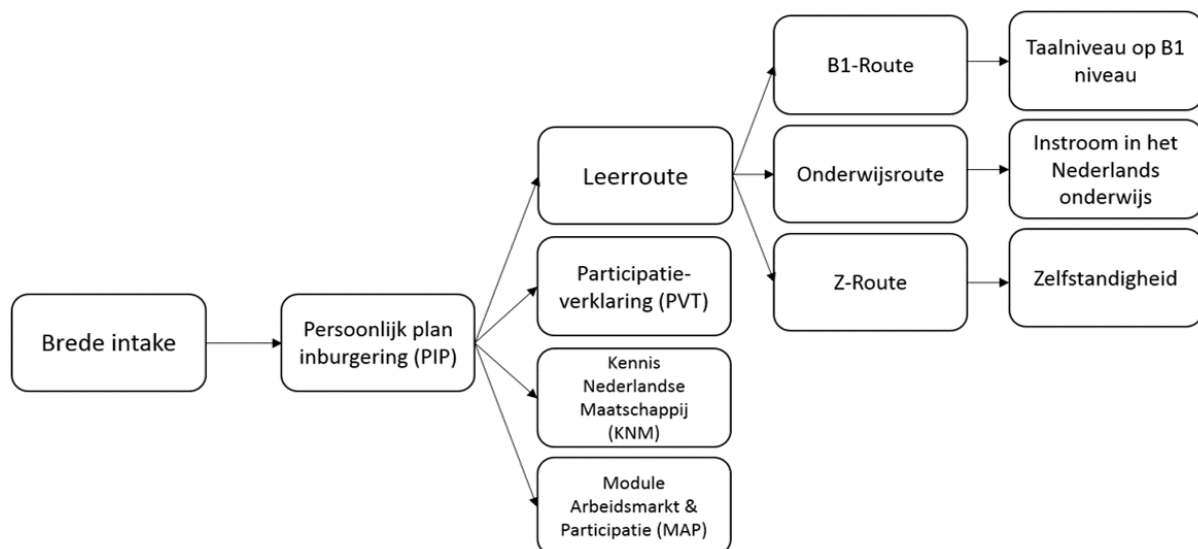 Brede intake
Persoonlijk plan
inburgering (PIP)
Leerroute
Participatie-
verklaring (PVT)
Kennis
Nederlandse
Maatschappij
(KNM)
Module
Arbeidsmarkt &
Participatie (MAP)
B1-Route
Onderwijsroute
Z-Route
Taalniveau op B1
niveau
Instroom in het
Nederlands
onderwijs
Zelfstandigheid